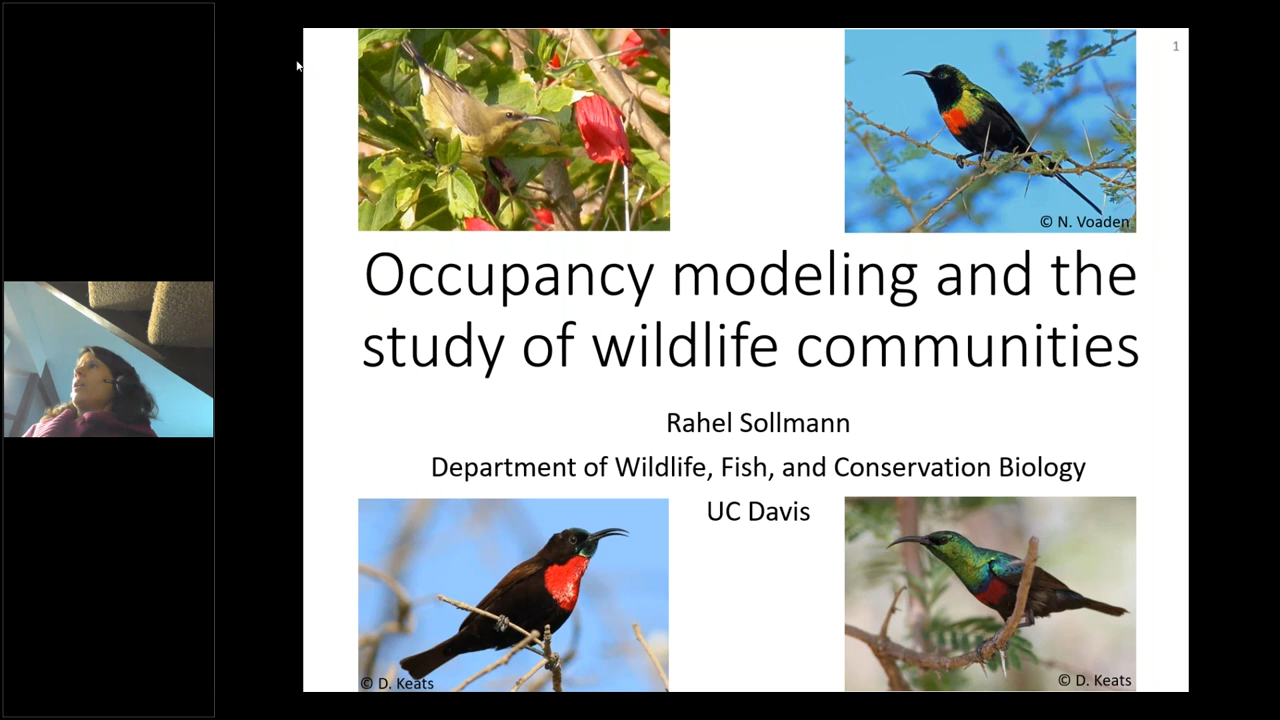 1
© N. Voaden
Occupancy modeling and the
study of wildlife communities
Rahel Sollmann
Department of Wildlife, Fish, and Conservation Biology
UC Davis
© D. Keats
© D. Keats